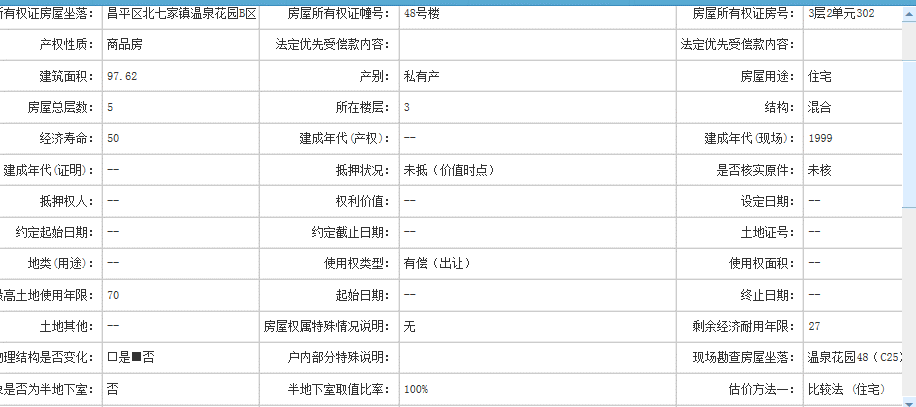 所有权证房屋坐落： 昌平区北七家镇温泉花园B区 房屋所有权证幢号： 48号楼 房屋所有权证房号： 3层2单元302
产权性质： 商品房 法定优先受偿款内容： 法定优先受偿款：
建筑面积： 97.62 产别： 私有产 房屋用途： 住宅
房屋总层数： 5 所在楼层： 3 结构： 混合
经济寿命： 50 建成年代(产权)： -- 建成年代(现场)： 1999
建成年代(证明)： -- 抵押状况： 未抵（价值时点） 是否核实原件： 未核
抵押权人： -- 权利价值： -- 设定日期： --
约定起始日期： -- 约定截止日期： -- 土地证号： --
地类(用途)： -- 使用权类型： 有偿（出让） 使用权面积： --
最高土地使用年限： 70 起始日期： -- 终止日期： --
土地其他： -- 房屋权属特殊情况说明： 无 剩余经济耐用年限： 27
物理结构是否变化： □是■否 户内部分特殊说明： 现场勘查房屋坐落： 温泉花园48（C25）
是否为半地下室： 否 半地下室取值比率： 100% 估价方法一： 比较法（住宅）